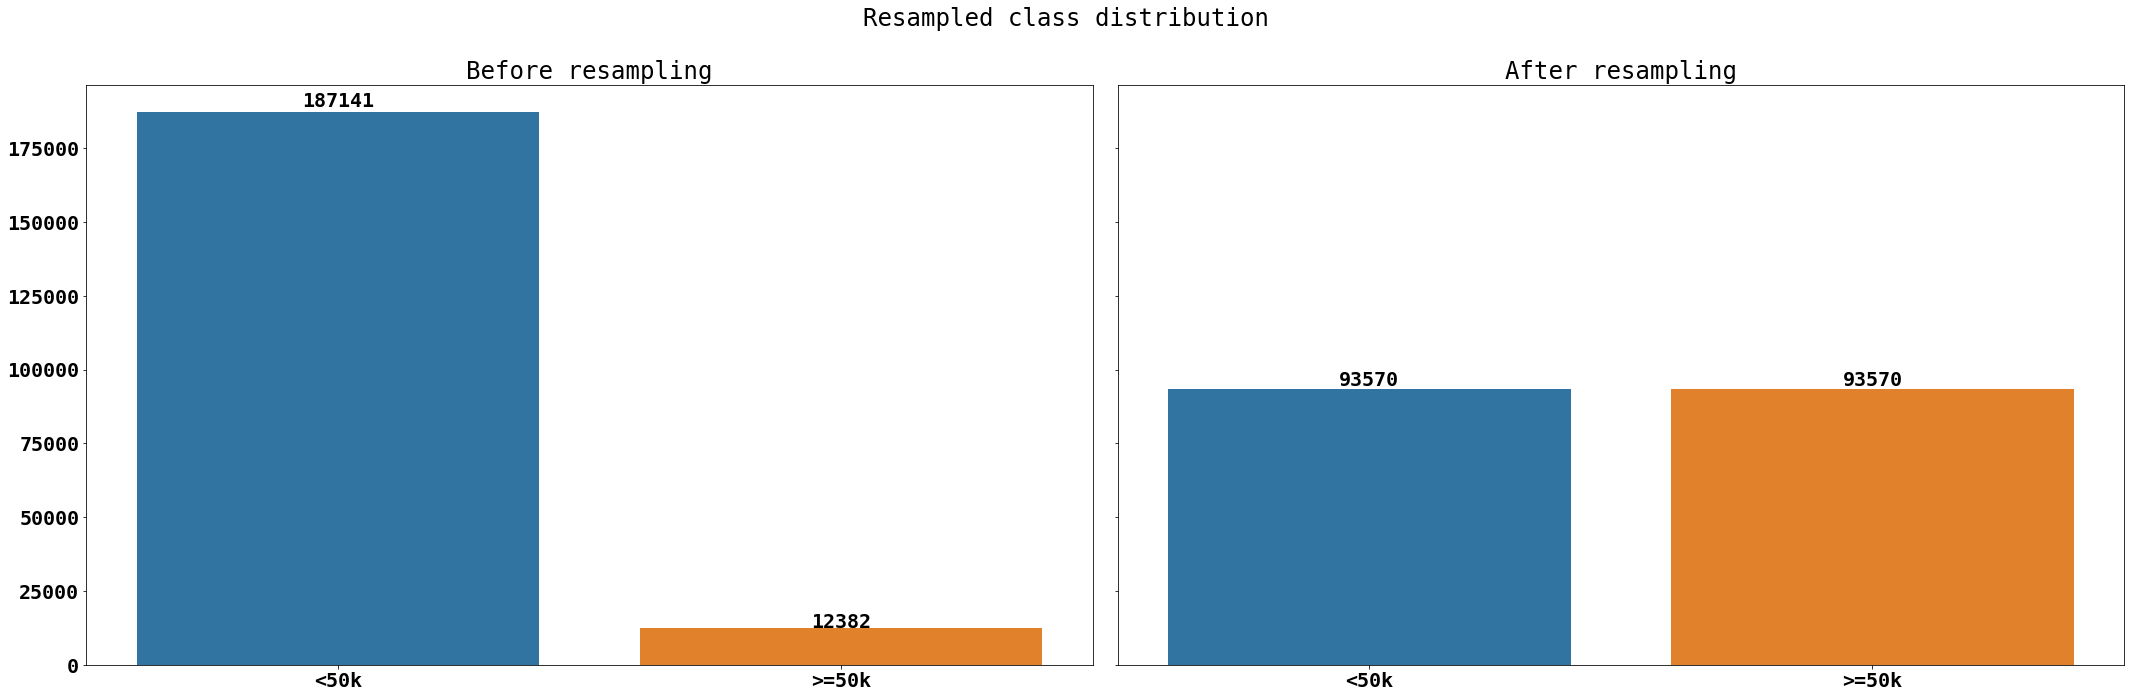 Resampled class distribution
Before resampling
187141
175000
150000
125000
100000
75000
50000
25000
0
12382
<50k
>=50k
After resampling
93570
93570
<50k
>=50k